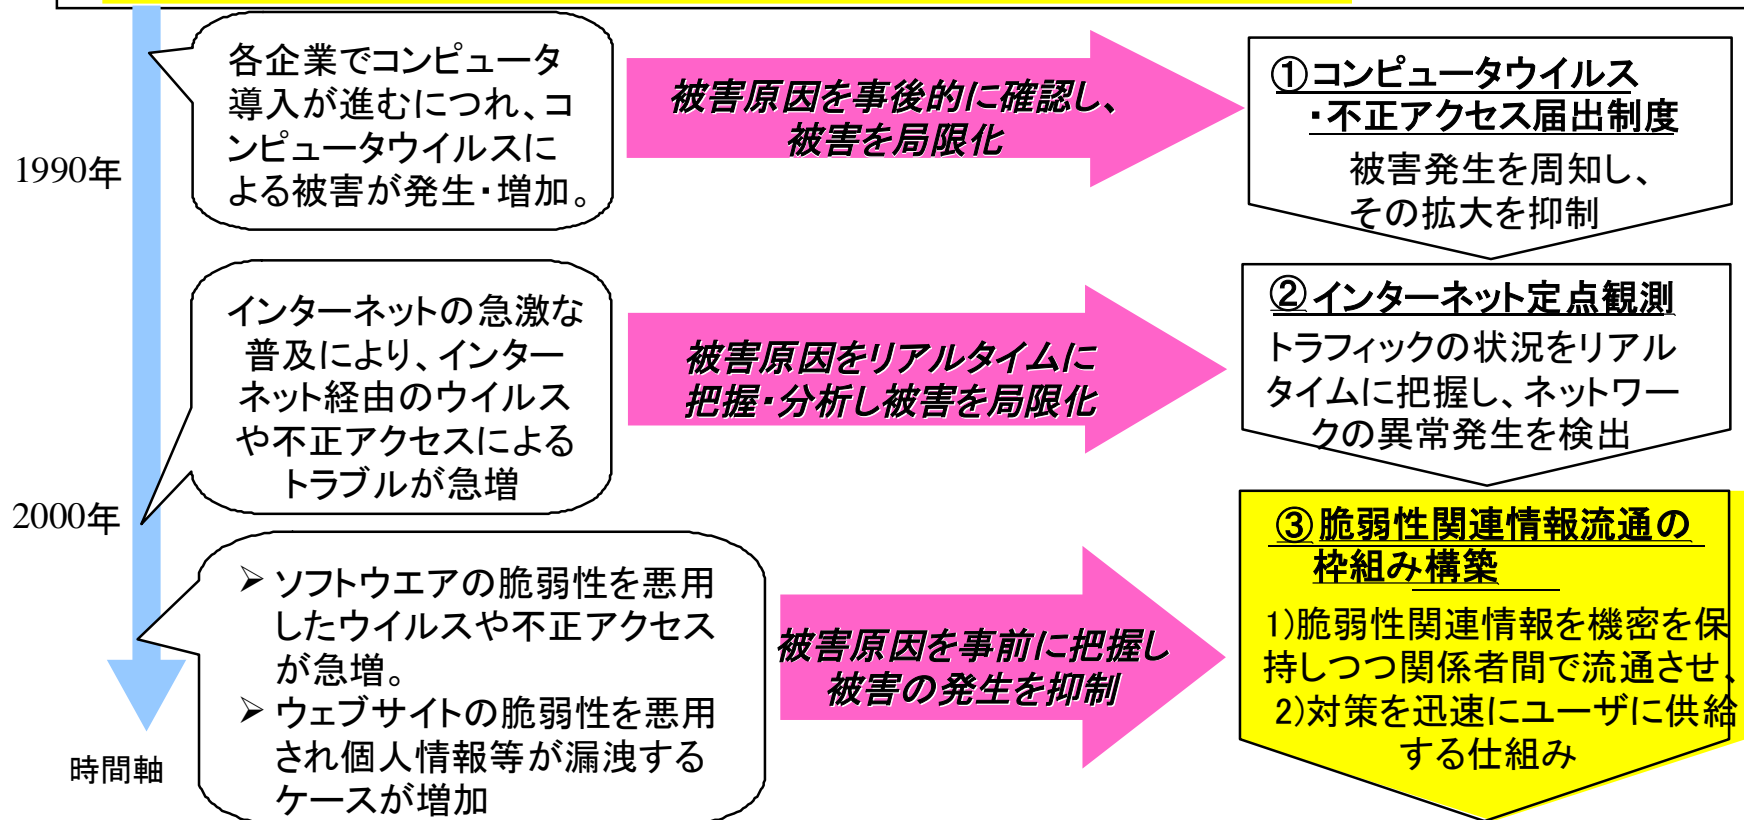 各企業でコンピュータ
導入が進むにつれ、コ
ンピュータウイルスに
よる被害が発生・増加。
被害原因を事後的に確認し、
被害を局限化
①コンピュータウイルス
・不正アクセス届出制度
被害発生を周知し、
その拡大を抑制
1990年
インターネットの急激な
普及により、インター
ネット経由のウイルス
や不正アクセスによる
トラブルが急増
被害原因をリアルタイムに
把握・分析し被害を局限化
②インターネット定点観測
トラフィックの状況をリアル
タイムに把握し、ネットワー
クの異常発生を検出
2000年
➢ ソフトウエアの脆弱性を悪用
したウイルスや不正アクセス
が急増。
➢ ウェブサイトの脆弱性を悪用
され個人情報等が漏洩する
ケースが増加
被害原因を事前に把握し
被害の発生を抑制
③脆弱性関連情報流通の
枠組み構築
1)脆弱性関連情報を機密を保
持しつつ関係者間で流通させ、
2)対策を迅速にユーザに供給
する仕組み
時間軸